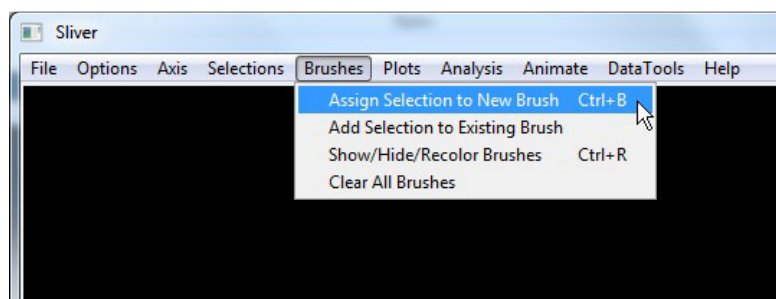 Sliver
File Options Axis Selections Brushes Plots Analysis Animate DataTools Help
Assign Selection to New Brush Ctrl+B
Add Selection to Existing Brush
Show/Hide/Recolor Brushes Ctrl+R
Clear All Brushes